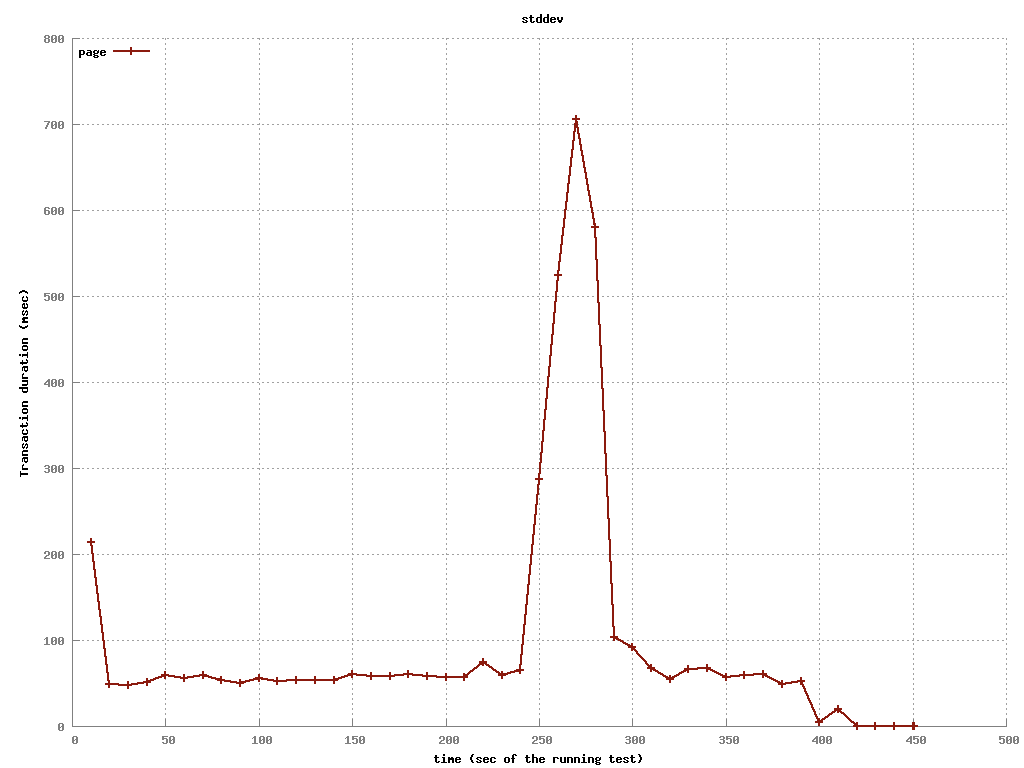 stddev
page
800
700
600
500
400
300
200
100
0
Transaction duration (msec)
0 50 100 150 200 250 300 350 400 450 500
time (sec of the running test)